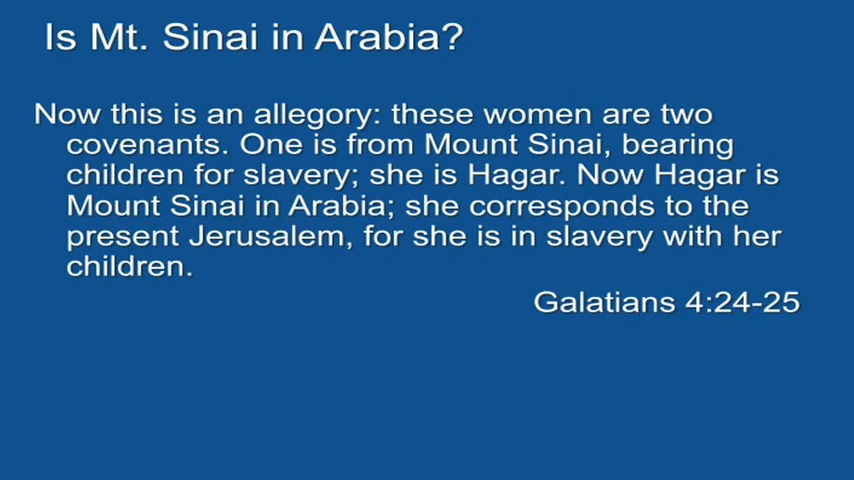 Is Mt. Sinai in Arabia?
Now this is an allegory: these women are two
covenants. One is from Mount Sinai, bearing
children for slavery; she is Hagar. Now Hagar is
Mount Sinai in Arabia; she corresponds to the
present Jerusalem, for she is in slavery with her
children.
Galatians 4:24-25